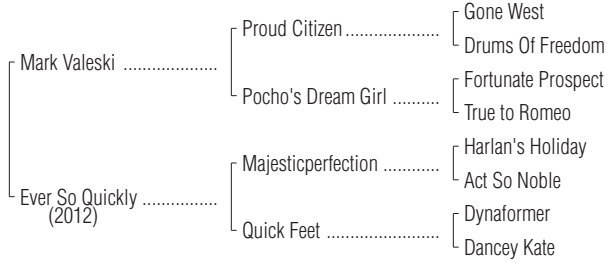 Gone West
Proud Citizen ....................
Drums Of Freedom
Mark Valeski ....................
Fortunate Prospect
Pocho's Dream Girl ..........
True to Romeo
Harlan's Holiday
Majesticperfection ............
Act So Noble
Ever So Quickly ................
(2012)
Dynaformer
Quick Feet ........................
Dancey Kate